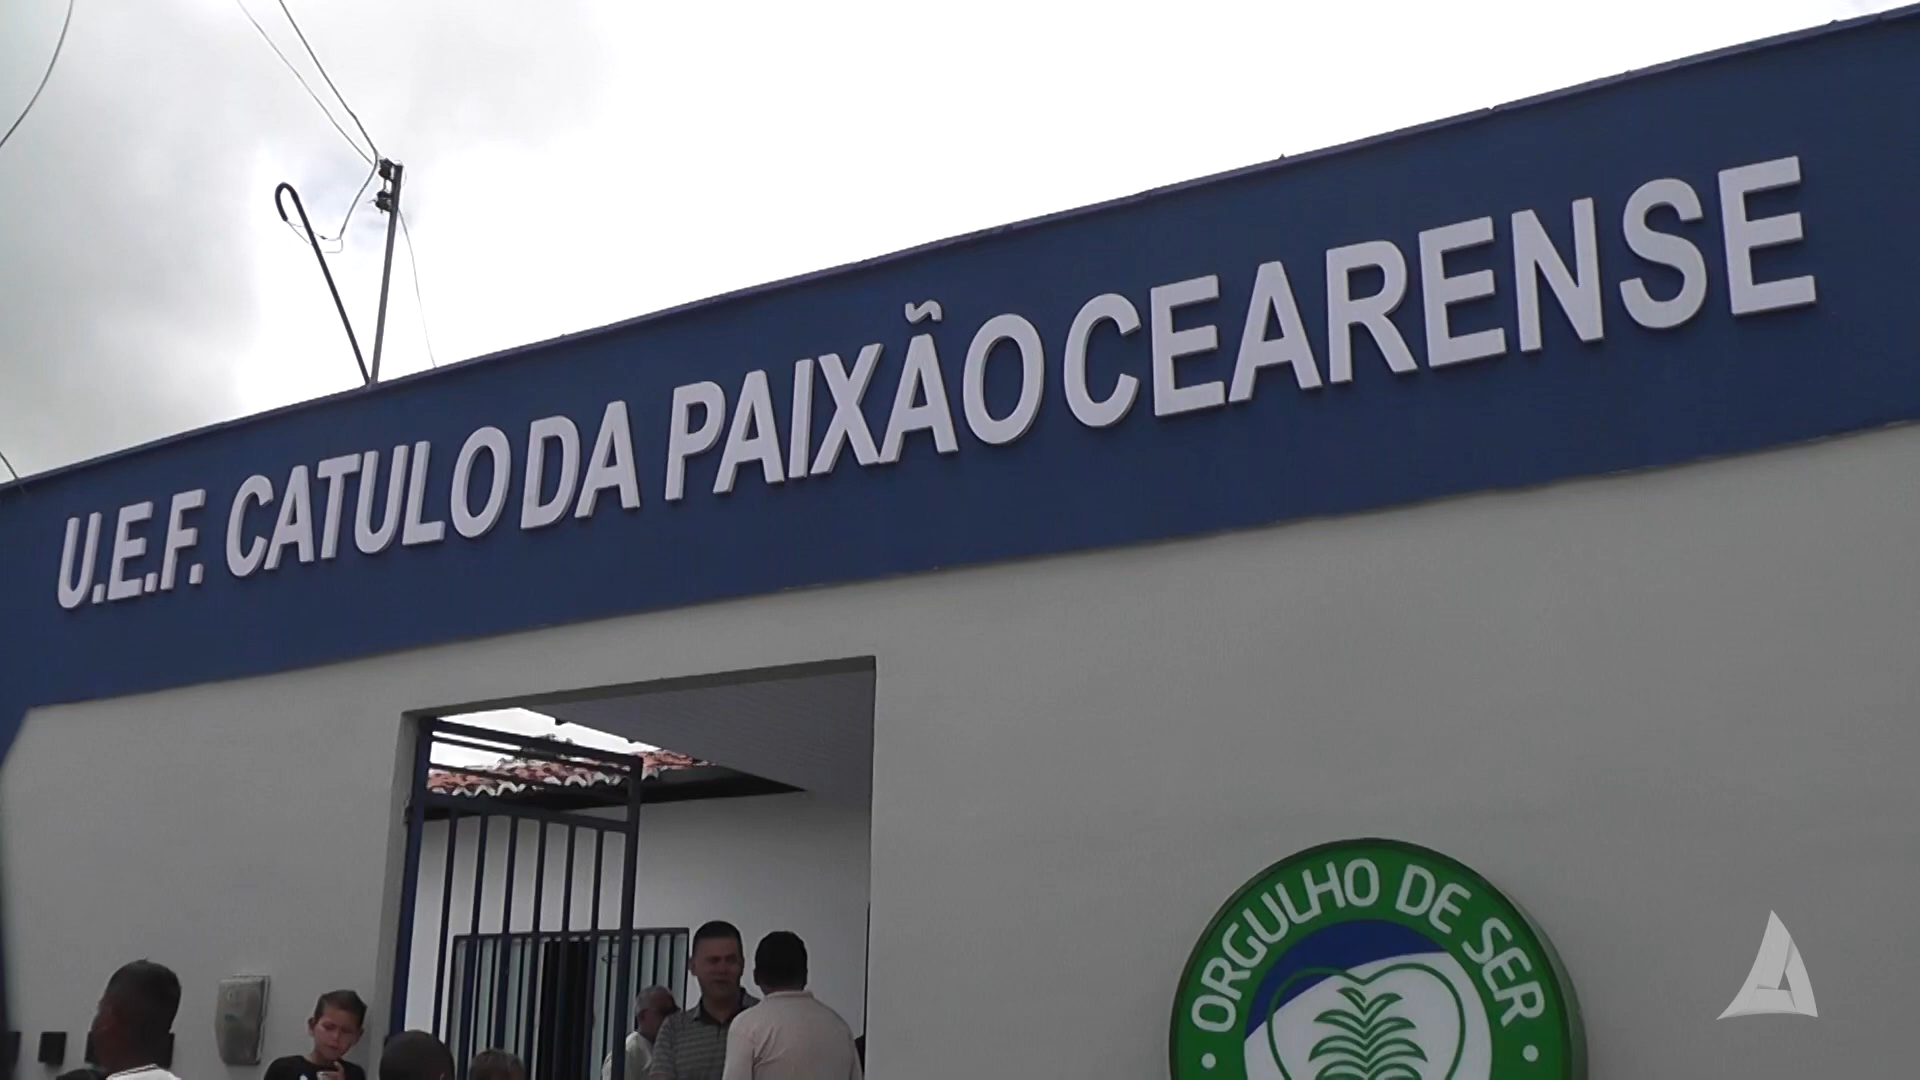 U.E.F. CATULO DA PAIXÃO CEARENSE
• ORGULHO DE SER •